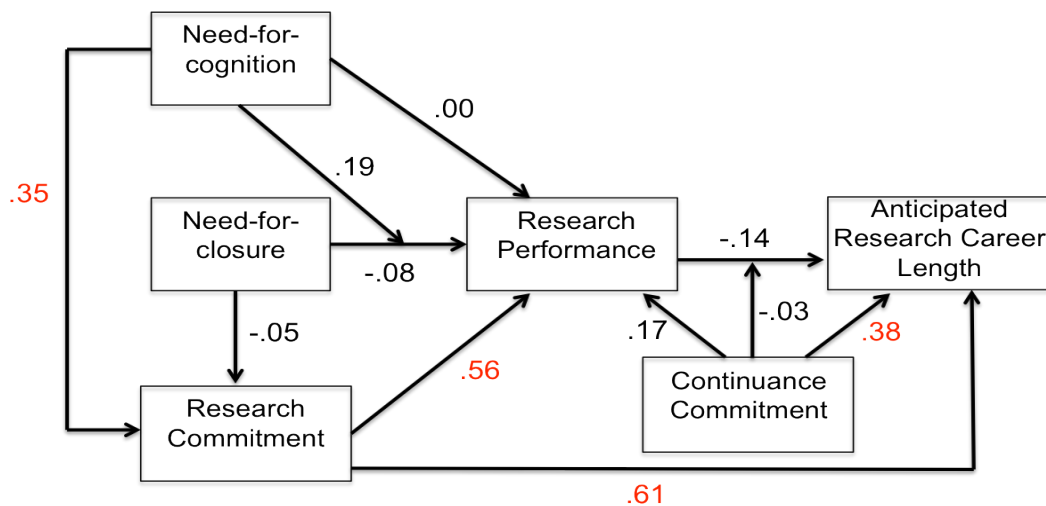 Need-for-
cognition
.00
.19
.35
Need-for-
closure
-.08
Research
Performance
-.14
Anticipated
Research Career
Length
-.05
.17
-.03
.38
.56
Research
Commitment
Continuance
Commitment
.61